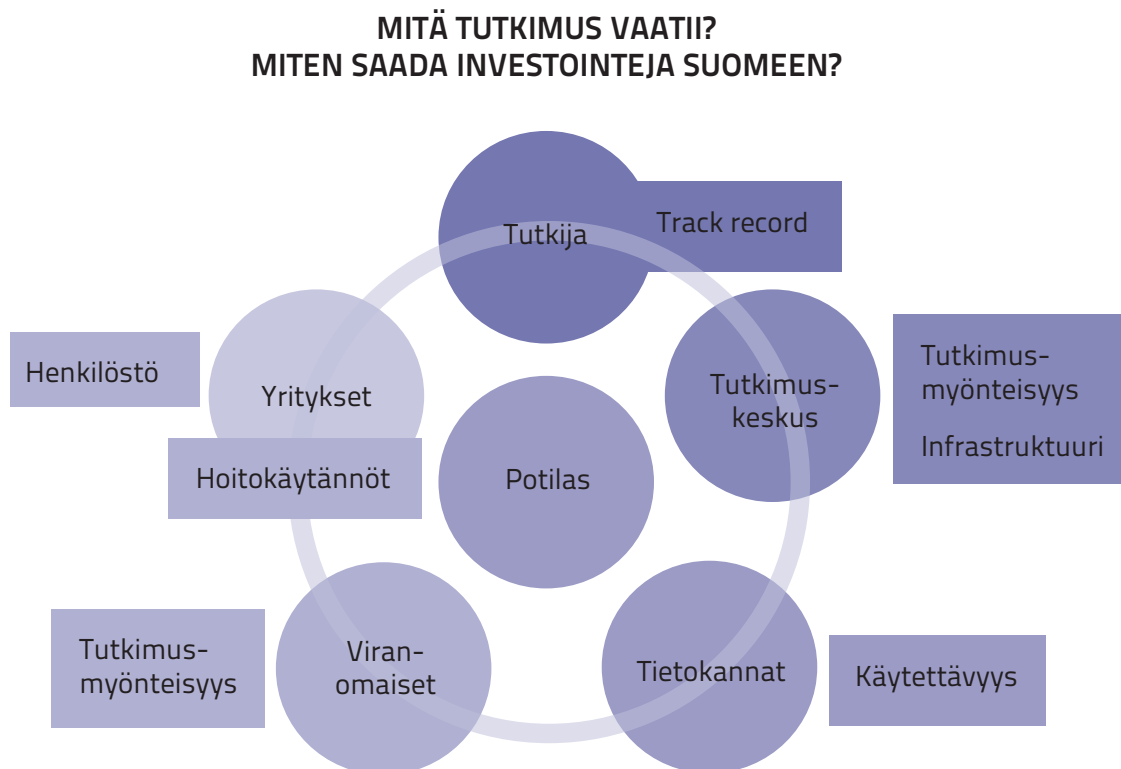 MITÄ TUTKIMUS VAATII?
MITEN SAADA INVESTOINTEJA SUOMEEN?
Tutkija
Track record
Henkilöstö
Yritykset
Hoitokäytännöt
Potilas
Tutkimus-
keskus
Tutkimus-
myönteisyys
Infrastruktuuri
Tutkimus-
myönteisyys
Viran-
omaiset
Tietokannat
Käytettävyys